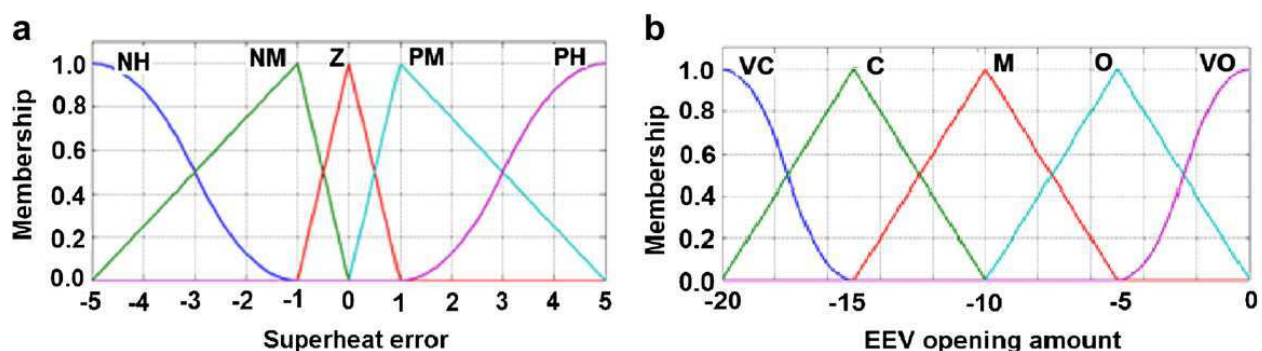 a
NH NM Z PM PH
1.0
0.8
0.6
0.4
0.2
0.0
Membership
-5 -4 -3 -2 -1 0 1 2 3 4 5
Superheat error
b
VC C M O VO
1.0
0.8
0.6
0.4
0.2
0.0
Membership
-20 -15 -10 -5 0
EEV opening amount